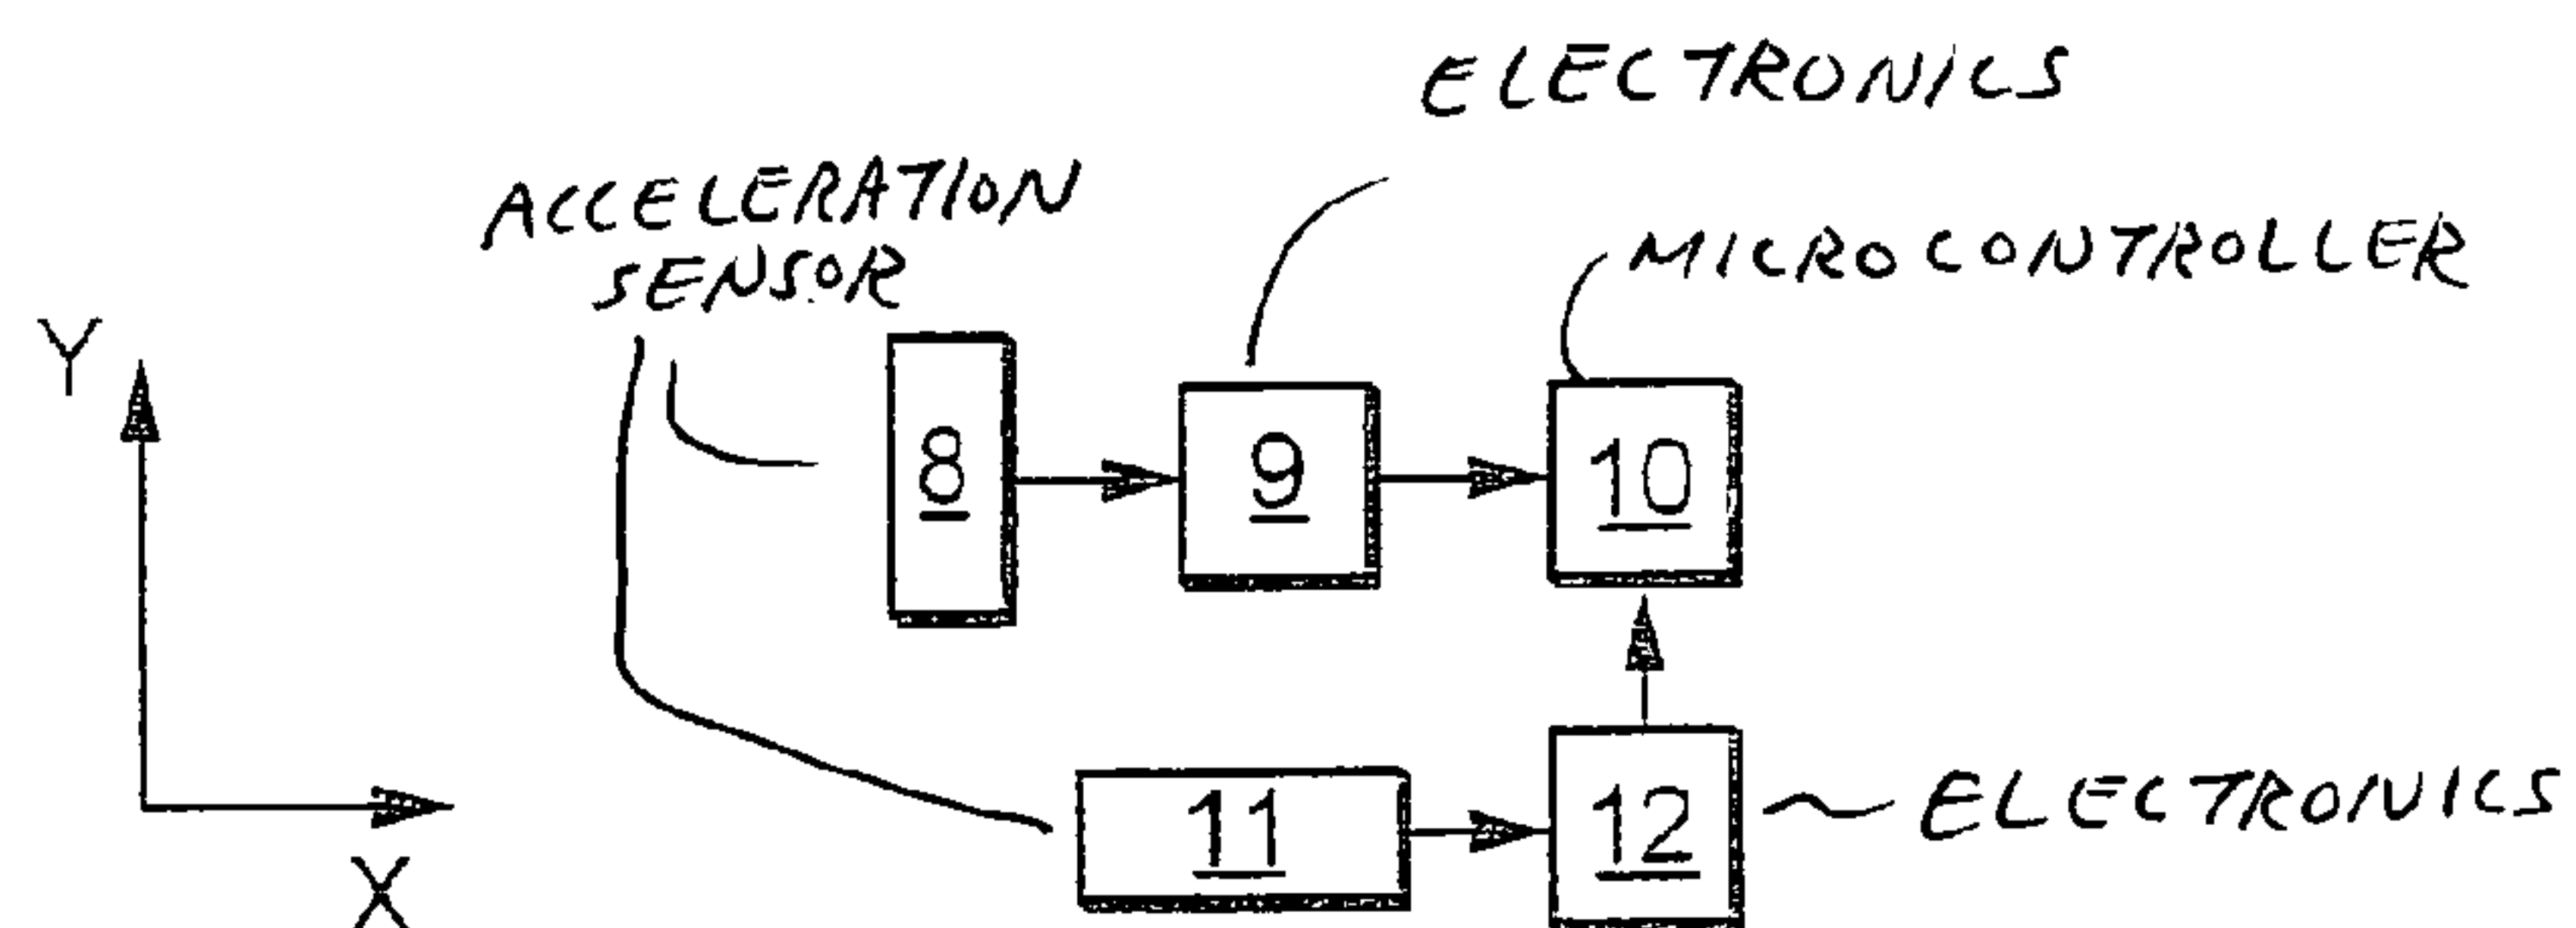 ELECTRONICS
ACCELERATION
SENSOR
MICROCONTROLLER
Y
8
9
10
11
12
ELECTRONICS
X